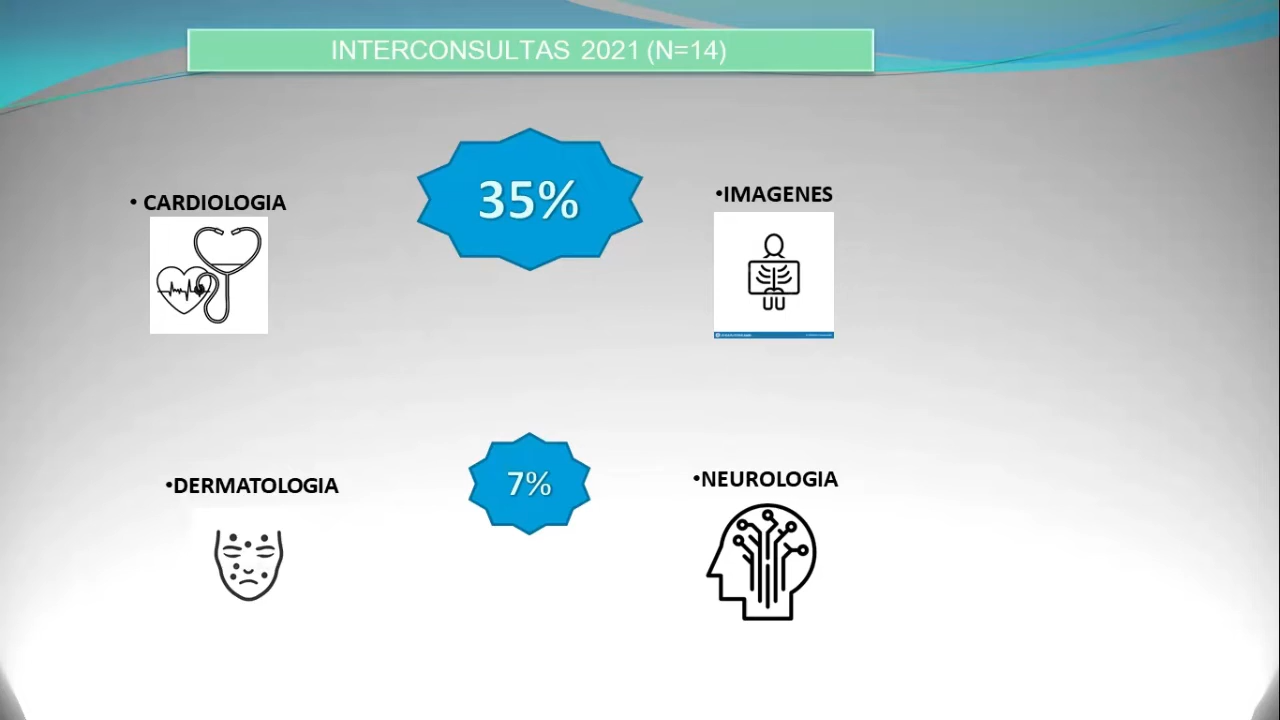 INTERCONSULTAS 2021 (N=14)
• CARDIOLOGIA
35%
•IMAGENES
•DERMATOLOGIA
7%
•NEUROLOGIA